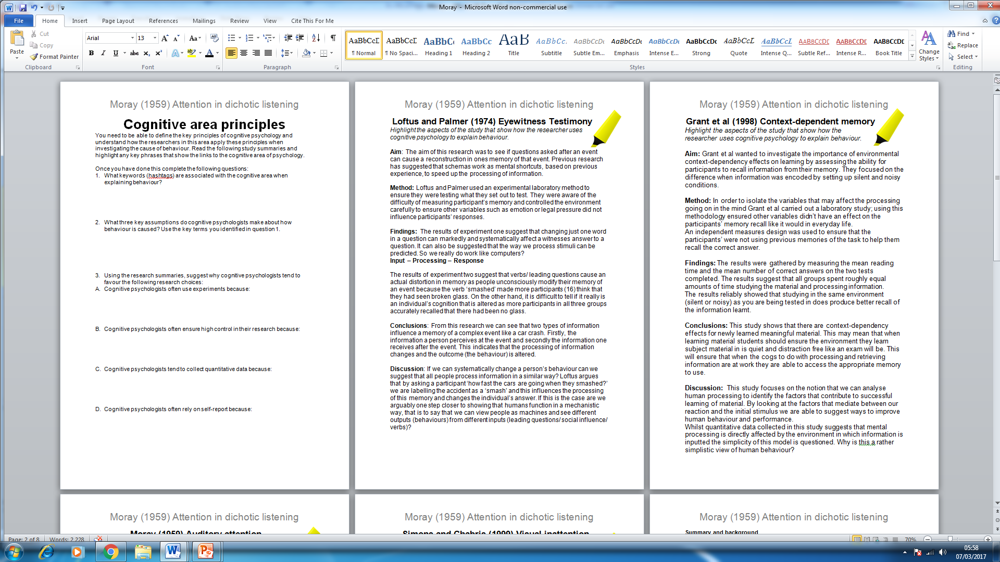 Moray - Microsoft Word non-commercial use
File Home Insert Page Layout References Mailings Review View Cite This For Me
Paste
Cut
Copy
Format Painter
Clipboard
Arial 13
Font
Paragraph
AaBbCcI AaBbCcI AaBbC AaBbCc AaB AaBbCc. AaBbCcDc AaBbCcDc AaBbCcDc AaBbCcDc AaBbCcI AaBbCcI AABBCCDE AABBCCDE AABBCCDE
¶ Normal ¶ No Spaci... Heading 1 Heading 2 Title Subtitle Subtle Em... Emphasis Intense E... Strong Quote Intense Q... Subtle Ref... Intense R... Book Title
Styles
Change
Styles
Find
Replace
Select
Editing
Moray (1959) Attention in dichotic listening
Cognitive area principles
You need to be able to define the key principles of cognitive psychology and
understand how the researchers in this area apply these principles when
investigating the cause of behaviour. Read the following study summaries and
highlight any key phrases that show the links to the cognitive area of psychology.
Once you have done this complete the following questions:
1. What keywords (hashtags) are associated with the cognitive area when
explaining behaviour?
2. What three key assumptions do cognitive psychologists make about how
behaviour is caused? Use the key terms you identified in question 1.
3. Using the research summaries, suggest why cognitive psychologists tend to
favour the following research choices:
A. Cognitive psychologists often use experiments because:
B. Cognitive psychologists often ensure high control in their research because:
C. Cognitive psychologists tend to collect quantitative data because:
D. Cognitive psychologists often rely on self-report because:
Moray (1959) Attention in dichotic listening
Loftus and Palmer (1974) Eyewitness Testimony
Highlight the aspects of the study that show how the researcher uses
cognitive psychology to explain behaviour.
Aim: The aim of this research was to see if questions asked after an event
can cause a reconstruction in ones memory of that event. Previous research
has suggested that schemas work as mental shortcuts, based on previous
experience, to speed up the processing of information.
Method: Loftus and Palmer used an experimental laboratory method to
ensure they were testing what they set out to test. They were aware of the
difficulty of measuring participant's memory and controlled the environment
carefully to ensure other variables such as emotion or legal pressure did not
influence participants' responses.
Findings: The results of experiment one suggest that changing just one word
in a question can markedly and systematically affect a witnesses answer to a
question. It can also be suggested that the way we process stimuli can be
predicted. So we really do work like computers?
Input – Processing – Response
The results of experiment two suggest that verbs/ leading questions cause an
actual distortion in memory as people unconsciously modify their memory of
an event because the verb 'smashed' made more participants (16) think that
they had seen broken glass. On the other hand, it is difficult to tell if it really is
an individual's cognition that is altered as more participants in all three groups
accurately recalled that there had been no glass.
Conclusions: From this research we can see that two types of information
influence a memory of a complex event like a car crash. Firstly, the
information a person perceives at the event and secondly the information one
receives after the event. This indicates that the processing of information
changes and the outcome (the behaviour) is altered.
Discussion: If we can systematically change a person's behaviour can we
suggest that all people process information in a similar way? Loftus argues
that by asking a participant 'how fast the cars are going when they smashed?'
we are labelling the accident as a 'smash' and this influences the processing
of this memory and changes the individual's answer. If this is the case are we
arguably one step closer to showing that humans function in a mechanistic
way, that is to say that we can view people as machines and see different
outputs (behaviours) from different inputs (leading questions/ social influence/
verbs)?
Moray (1959) Attention in dichotic listening
Grant et al (1998) Context-dependent memory
Highlight the aspects of the study that show how the
researcher uses cognitive psychology to explain behaviour.
Aim: Grant et al wanted to investigate the importance of environmental
context-dependency effects on learning by assessing the ability for
participants to recall information from their memory. They focused on the
difference when information was encoded by setting up silent and noisy
conditions.
Method: In order to isolate the variables that may affect the processing
going on in the mind Grant et al carried out a laboratory study; using this
methodology ensured other variables didn't have an effect on the
participants' memory recall like it would in everyday life.
An independent measures design was used to ensure that the
participants' were not using previous memories of the task to help them
recall the correct answer.
Findings: The results were gathered by measuring the mean reading
time and the mean number of correct answers on the two tests
completed. The results suggest that all groups spent roughly equal
amounts of time studying the material and processing information.
The results reliably showed that studying in the same environment
(silent or noisy) as you are being tested in does produce better recall of
the information learnt.
Conclusions: This study shows that there are context-dependency
effects for newly learned meaningful material. This may mean that when
learning material students should ensure the environment they learn
subject material in is quiet and distraction free like an exam will be. This
will ensure that when the cogs to do with processing and retrieving
information are at work they are able to access the appropriate memory
to use.
Discussion: This study focuses on the notion that we can analyse
human processing to identify the factors that contribute to successful
learning of material. By looking at the factors that mediate between our
reaction and the initial stimulus we are able to suggest ways to improve
human behaviour and performance.
Whilst quantitative data collected in this study suggests that mental
processing is directly affected by the environment in which information is
inputted the simplicity of this model is questioned. Why is this a rather
simplistic view of human behaviour?
Moray (1959) Attention in dichotic listening
Moray (1959) Auditory attention
Moray (1959) Attention in dichotic listening
Simons and Chabris (1999) Visual inattention
Moray (1959) Attention in dichotic listening
Summary and background
Page: 2 of 8 Words: 2,228 70%
05:58
07/03/2017